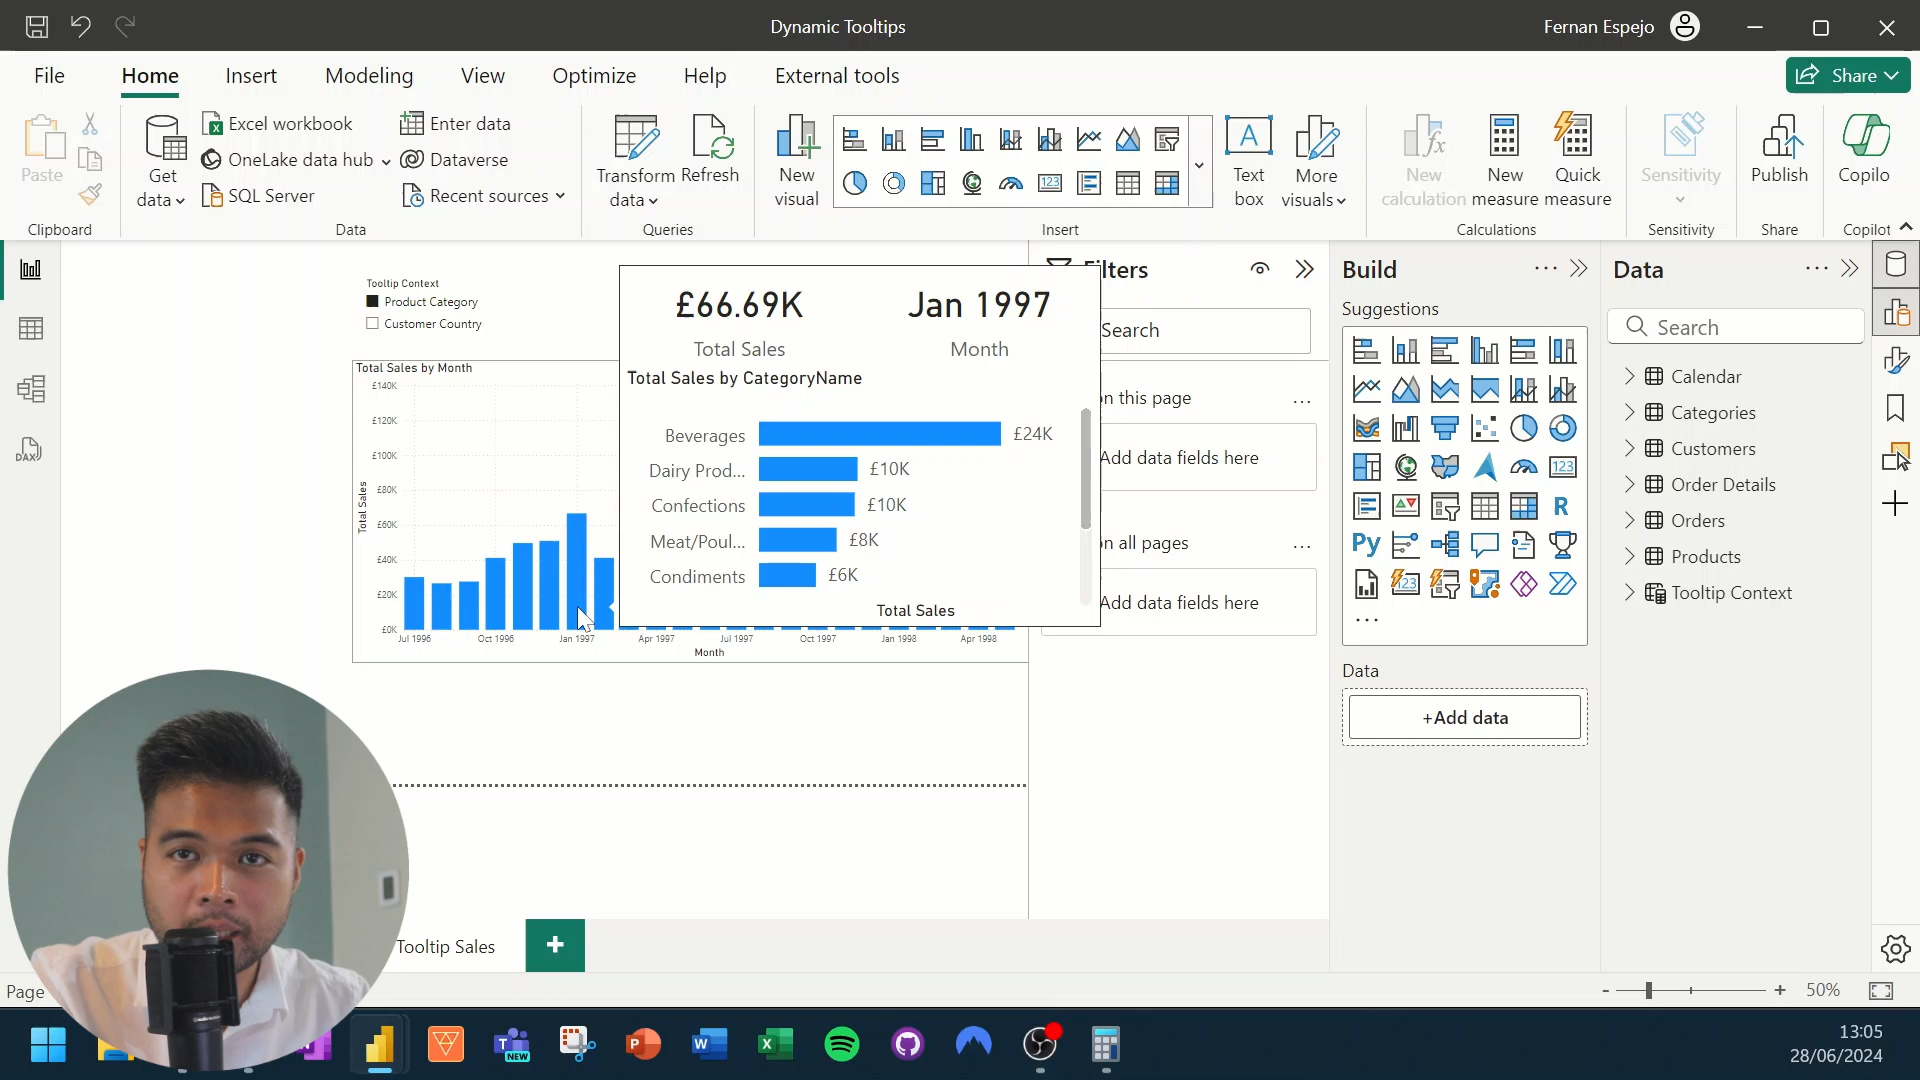 Dynamic Tooltips
Fernan Espejo
File
Home
Insert
Modeling
View
Optimize
Help
External tools
Share
Paste
Get
data
Excel workbook
OneLake data hub
SQL Server
Enter data
Dataverse
Recent sources
Transform
data
Refresh
New
visual
Text
box
More
visuals
New
calculation
New
measure
Quick
measure
Sensitivity
Publish
Copilo
Clipboard
Data
Queries
Insert
Calculations
Sensitivity
Share
Copilot
Tooltip Context
Product Category
Customer Country
Total Sales by Month
£140K
£120K
£100K
£80K
£60K
£40K
£20K
£0K
Total Sales
Jul 1996
Oct 1996
Jan 1997
Apr 1997
Jul 1997
Oct 1997
Jan 1998
Apr 1998
Month
£66.69K
Total Sales
Jan 1997
Month
Total Sales by CategoryName
Beverages £24K
Dairy Prod... £10K
Confections £10K
Meat/Poul... £8K
Condiments £6K
Total Sales
Filters
Search
on this page
Add data fields here
on all pages
Add data fields here
Build
Suggestions
123
R
Py
Data
+Add data
Data
Search
Calendar
Categories
Customers
Order Details
Orders
Products
Tooltip Context
DAX
Tooltip Sales
Page
50%
NEW
13:05
28/06/2024